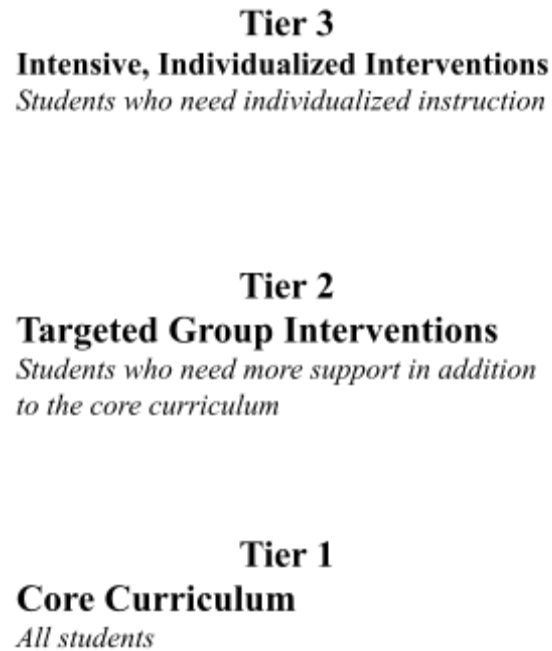 Tier 3
Intensive, Individualized Interventions
Students who need individualized instruction
Tier 2
Targeted Group Interventions
Students who need more support in addition
to the core curriculum
Tier 1
Core Curriculum
All students